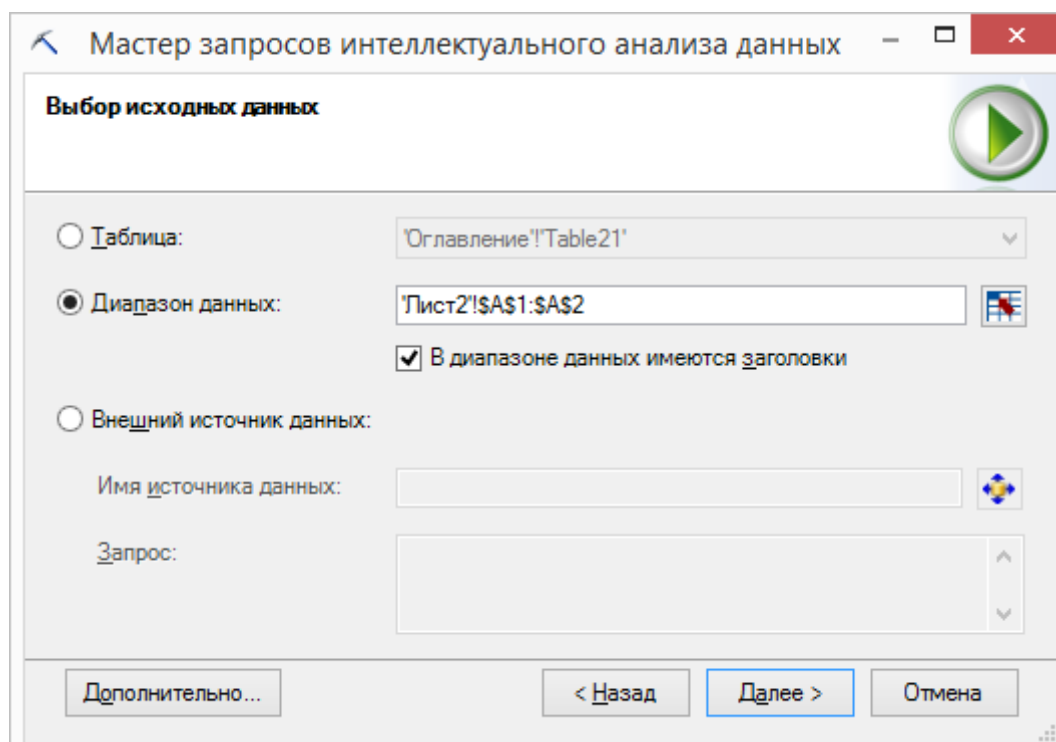 Мастер запросов интеллектуального анализа данных
Выбор исходных данных
Таблица: 'Оглавление'!'Table21'
Диапазон данных: 'Лист2'!$A$1:$A$2
В диапазоне данных имеются заголовки
Внешний источник данных:
Имя источника данных:
Запрос:
Дополнительно... < Назад Далее > Отмена